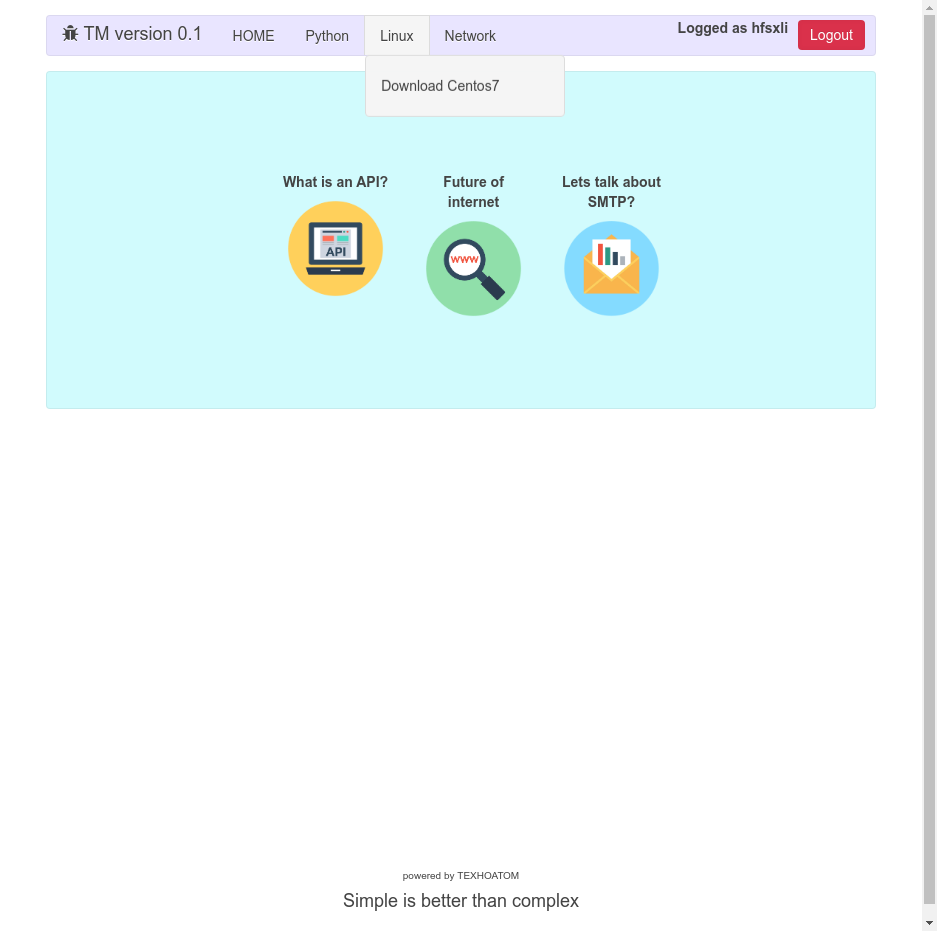 TM version 0.1 HOME Python Linux Network Logged as hfsxli Logout
Download Centos7
What is an API? Future of internet Lets talk about SMTP?
API
WWW
powered by TEXHOATOM
Simple is better than complex